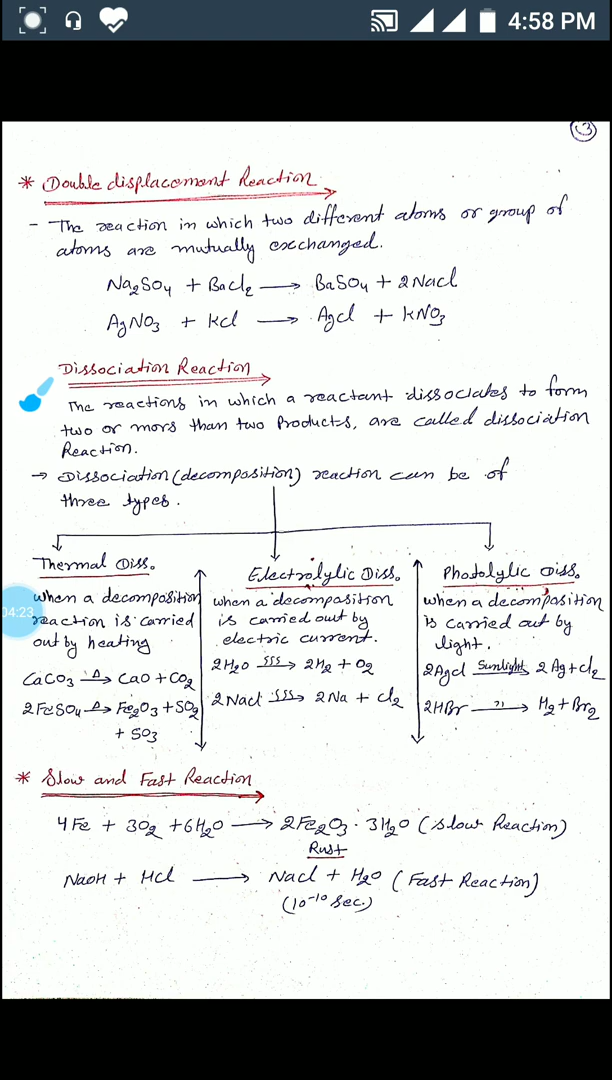 4:58 PM
3
* Double displacement Reaction
- The reaction in which two different atoms or group of
atoms are mutually exchanged.
Na₂SO₄ + BaCl₂ → BaSO₄ + 2NaCl
AgNO₃ + KCl → AgCl + KNO₃
Dissociation Reaction
The reactions in which a reactant dissociates to form
two or mors than two Products, are called dissociation
Reaction.
→ Dissociation (decomposition) reaction can be of
three types.
Thermal Diss.
When a decomposition
reaction is carried
out by heating
CaCO₃ →Δ CaO + CO₂
2FeSO₄ →Δ Fe₂O₃ + SO₂
+ SO₃
Electrolylic Diss.
When a decomposition
is carried out by
electric current.
2H₂O →sss 2H₂ + O₂
2NaCl →sss 2Na + Cl₂
Photolylic Diss.
When a decomposition
is carried out by
light.
2AgCl →Sunlight 2Ag + Cl₂
2HBr →" H₂ + Br₂
04:23
* Slow and Fast Reaction
4Fe + 3O₂ + 6H₂O → 2Fe₂O₃ · 3H₂O (Slow Reaction)
Rust
NaOH + HCl → NaCl + H₂O (Fast Reaction)
(10⁻¹⁰ Sec.)